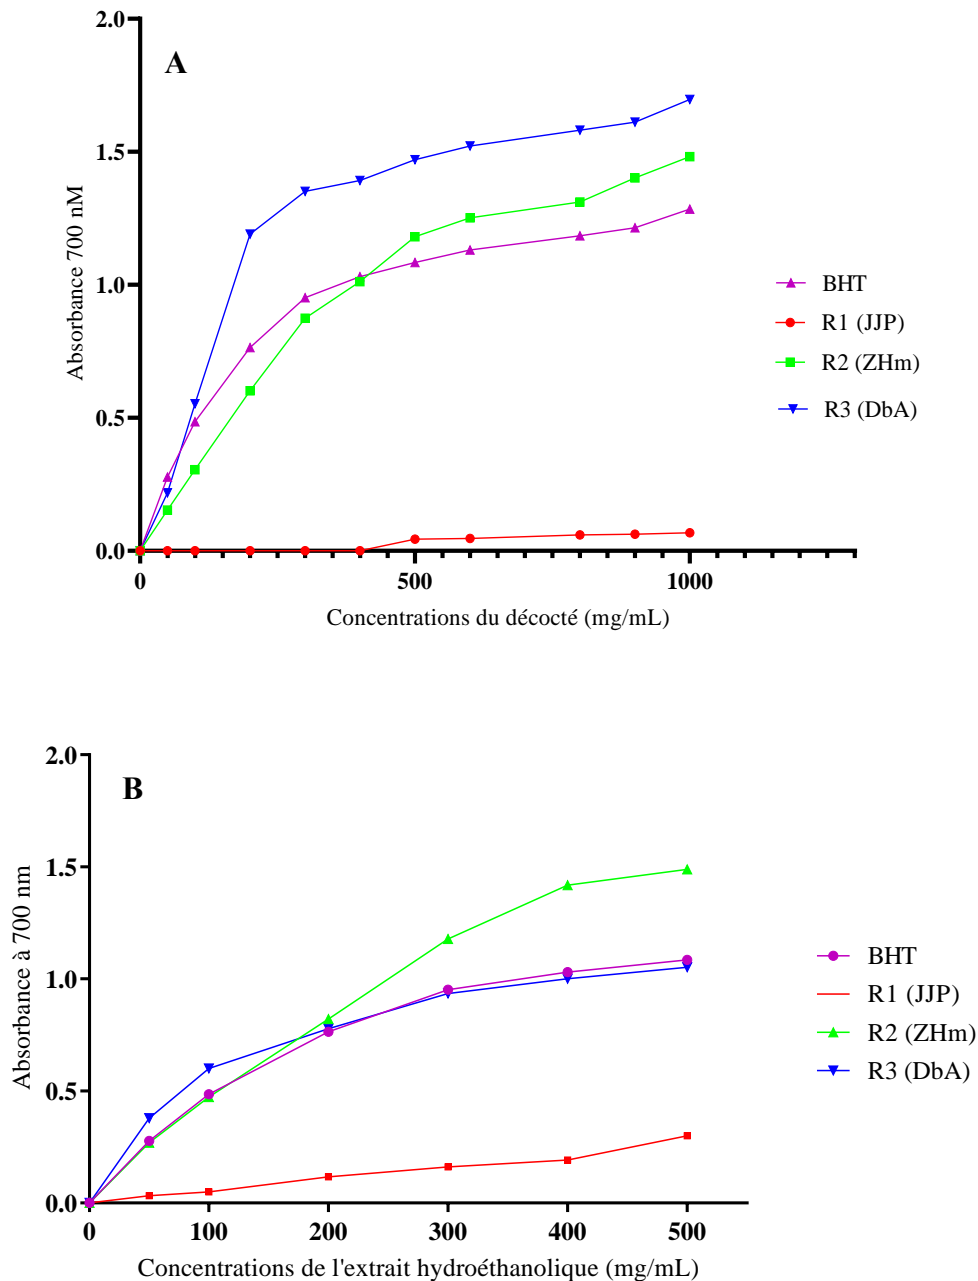 2.0
A
1.5
Absorbance 700 nM
1.0
BHT
R1 (JJP)
R2 (ZHm)
R3 (DbA)
0.5
0.0
0
500
1000
Concentrations du décocté (mg/mL)
2.0
B
1.5
Absorbance à 700 nm
1.0
BHT
R1 (JJP)
R2 (ZHm)
R3 (DbA)
0.5
0.0
0
100
200
300
400
500
Concentrations de l'extrait hydroéthanolique (mg/mL)